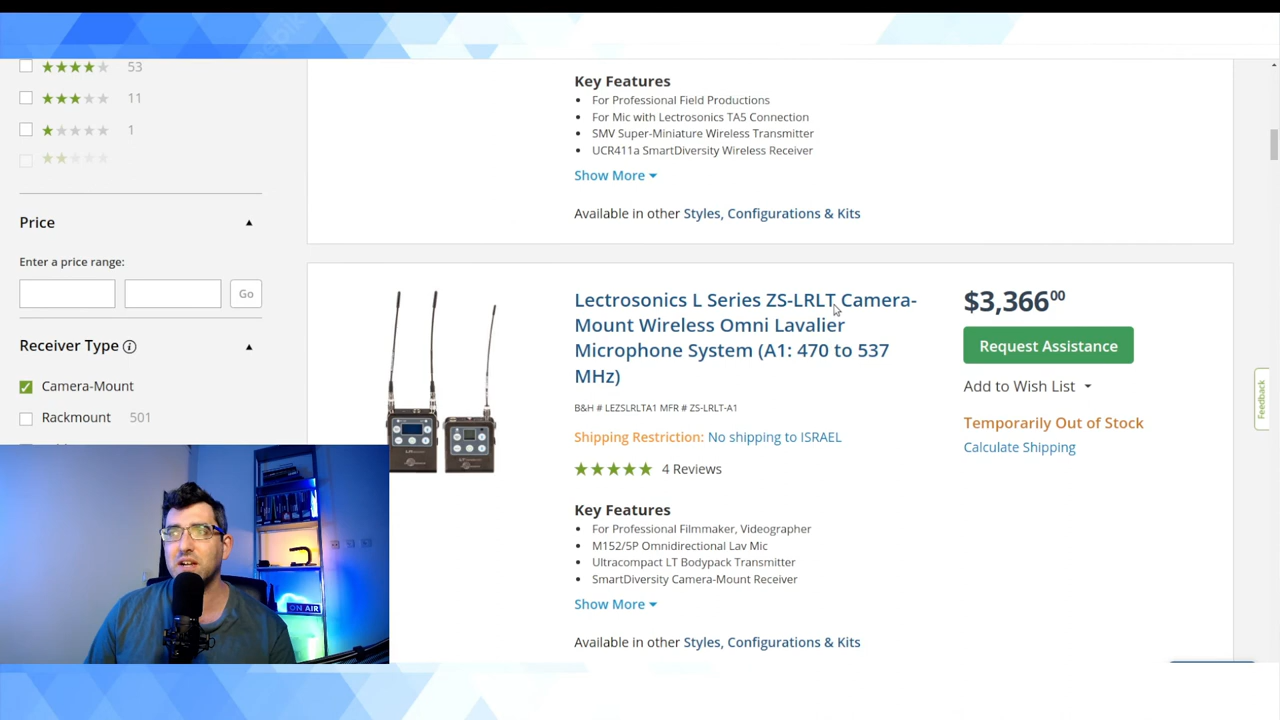 53
11
1
Price
Enter a price range:
Go
Receiver Type
Camera-Mount
Rackmount 501
Key Features
For Professional Field Productions
For Mic with Lectrosonics TA5 Connection
SMV Super-Miniature Wireless Transmitter
UCR411a SmartDiversity Wireless Receiver
Show More
Available in other Styles, Configurations & Kits
Lectrosonics L Series ZS-LRLT Camera-
Mount Wireless Omni Lavalier
Microphone System (A1: 470 to 537
MHz)
B&H # LEZSLRLTA1 MFR # ZS-LRLT-A1
Shipping Restriction: No shipping to ISRAEL
4 Reviews
Key Features
For Professional Filmmaker, Videographer
M152/5P Omnidirectional Lav Mic
Ultracompact LT Bodypack Transmitter
SmartDiversity Camera-Mount Receiver
Show More
Available in other Styles, Configurations & Kits
$3,366.00
Request Assistance
Add to Wish List
Temporarily Out of Stock
Calculate Shipping
Feedback
ON AIR